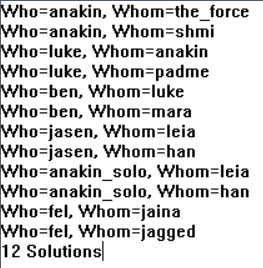 Who=anakin, Whom=the_force
Who=anakin, Whom=shmi
Who=luke, Whom=anakin
Who=luke, Whom=padme
Who=ben, Whom=luke
Who=ben, Whom=mara
Who=jasen, Whom=leia
Who=jasen, Whom=han
Who=anakin_solo, Whom=leia
Who=anakin_solo, Whom=han
Who=fel, Whom=jaina
Who=fel, Whom=jagged
12 Solutions